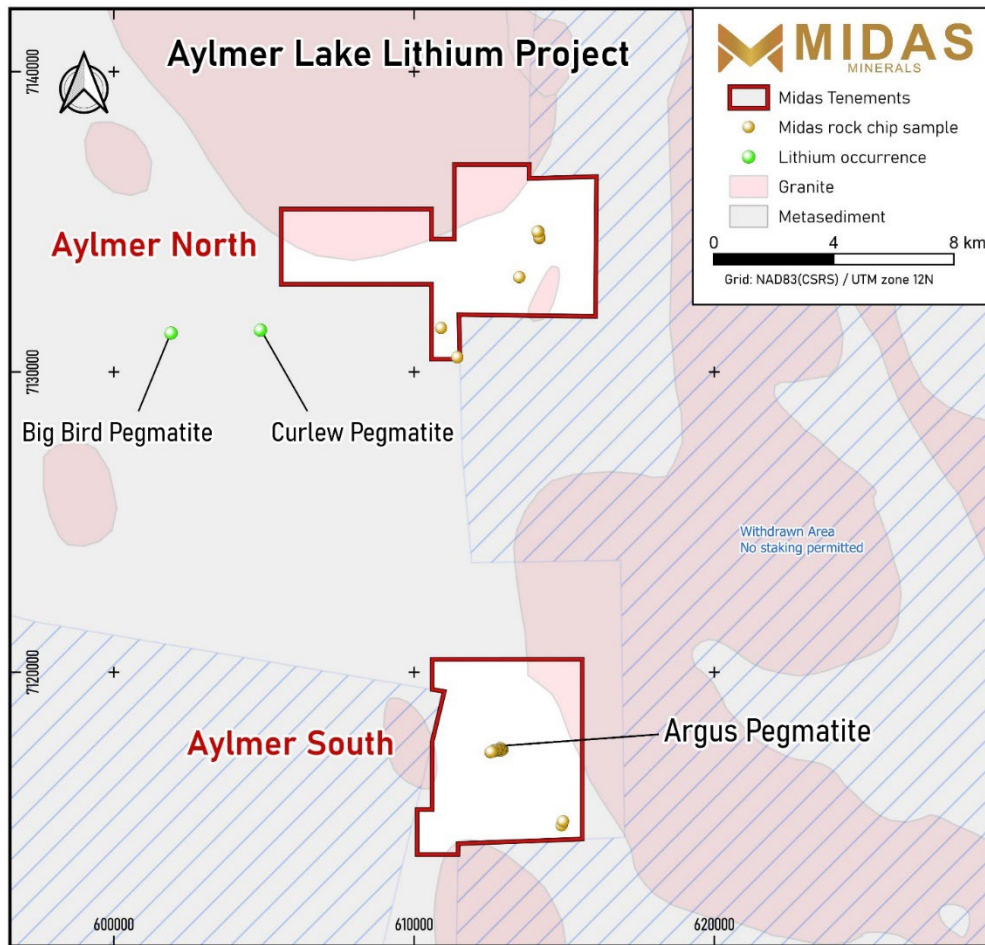 Aylmer Lake Lithium Project
MIDAS
MINERALS
Midas Tenements
Midas rock chip sample
Lithium occurrence
Granite
Metasediment
0 4 8 km
Grid: NAD83(CSRS) / UTM zone 12N
7140000
Aylmer North
7130000
Big Bird Pegmatite
Curlew Pegmatite
Withdrawn Area
No staking permitted
7120000
Aylmer South
Argus Pegmatite
600000
610000
620000